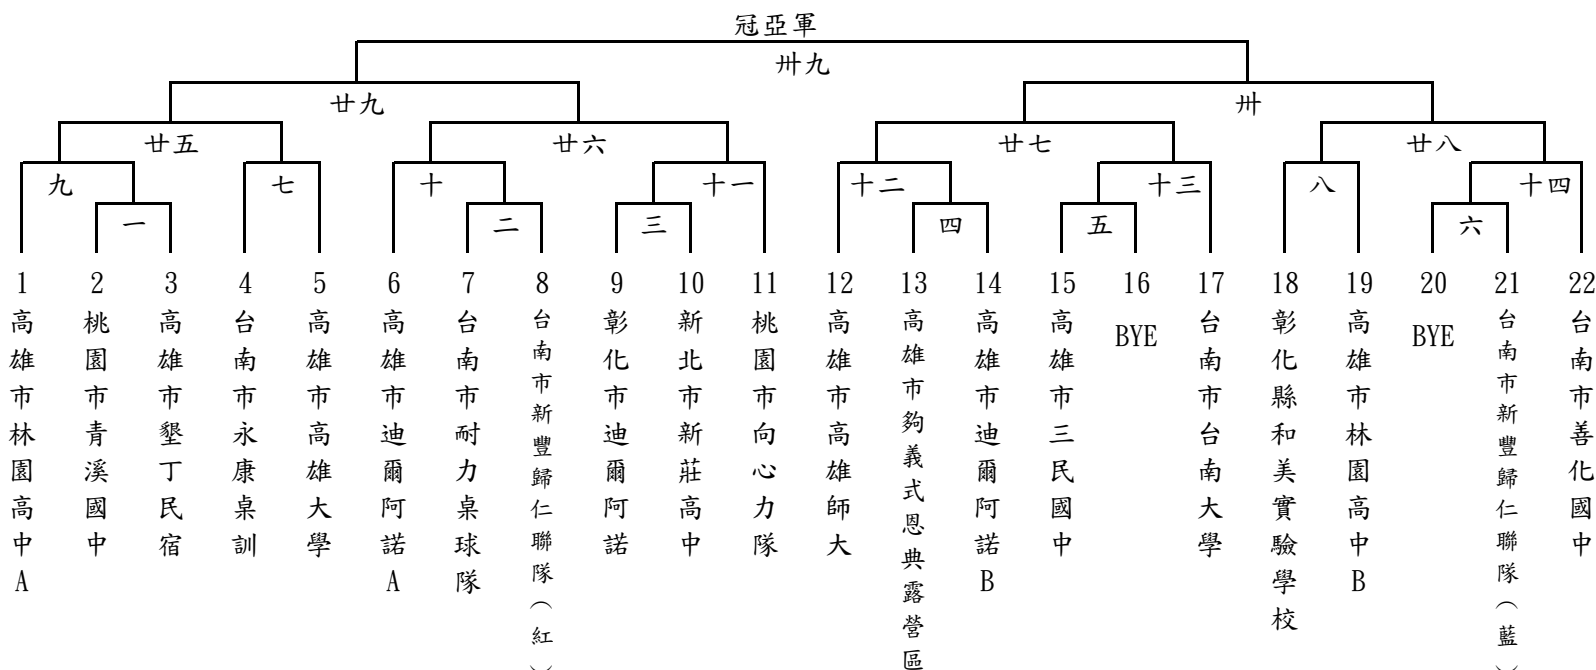 冠亞軍
卅九
廿九
卅
廿五
廿六
廿七
廿八
九
七
十
十一
十二
十三
八
十四
一
二
三
四
五
六
1
高雄市林園高中A
2
桃園市青溪國中
3
高雄市墾丁民宿
4
台南市永康桌訓
5
高雄市高雄大學
6
高雄市迪爾阿諾A
7
台南市耐力桌球隊
8
台南市新豐歸仁聯隊(紅)
9
彰化市迪爾阿諾
10
新北市新莊高中
11
桃園市向心力隊
12
高雄市高雄師大
13
高雄市夠義式恩典露營區
14
高雄市迪爾阿諾B
15
高雄市三民國中
16
BYE
17
台南市台南大學
18
彰化縣和美實驗學校
19
高雄市林園高中B
20
BYE
21
台南市新豐歸仁聯隊(藍)
22
台南市善化國中